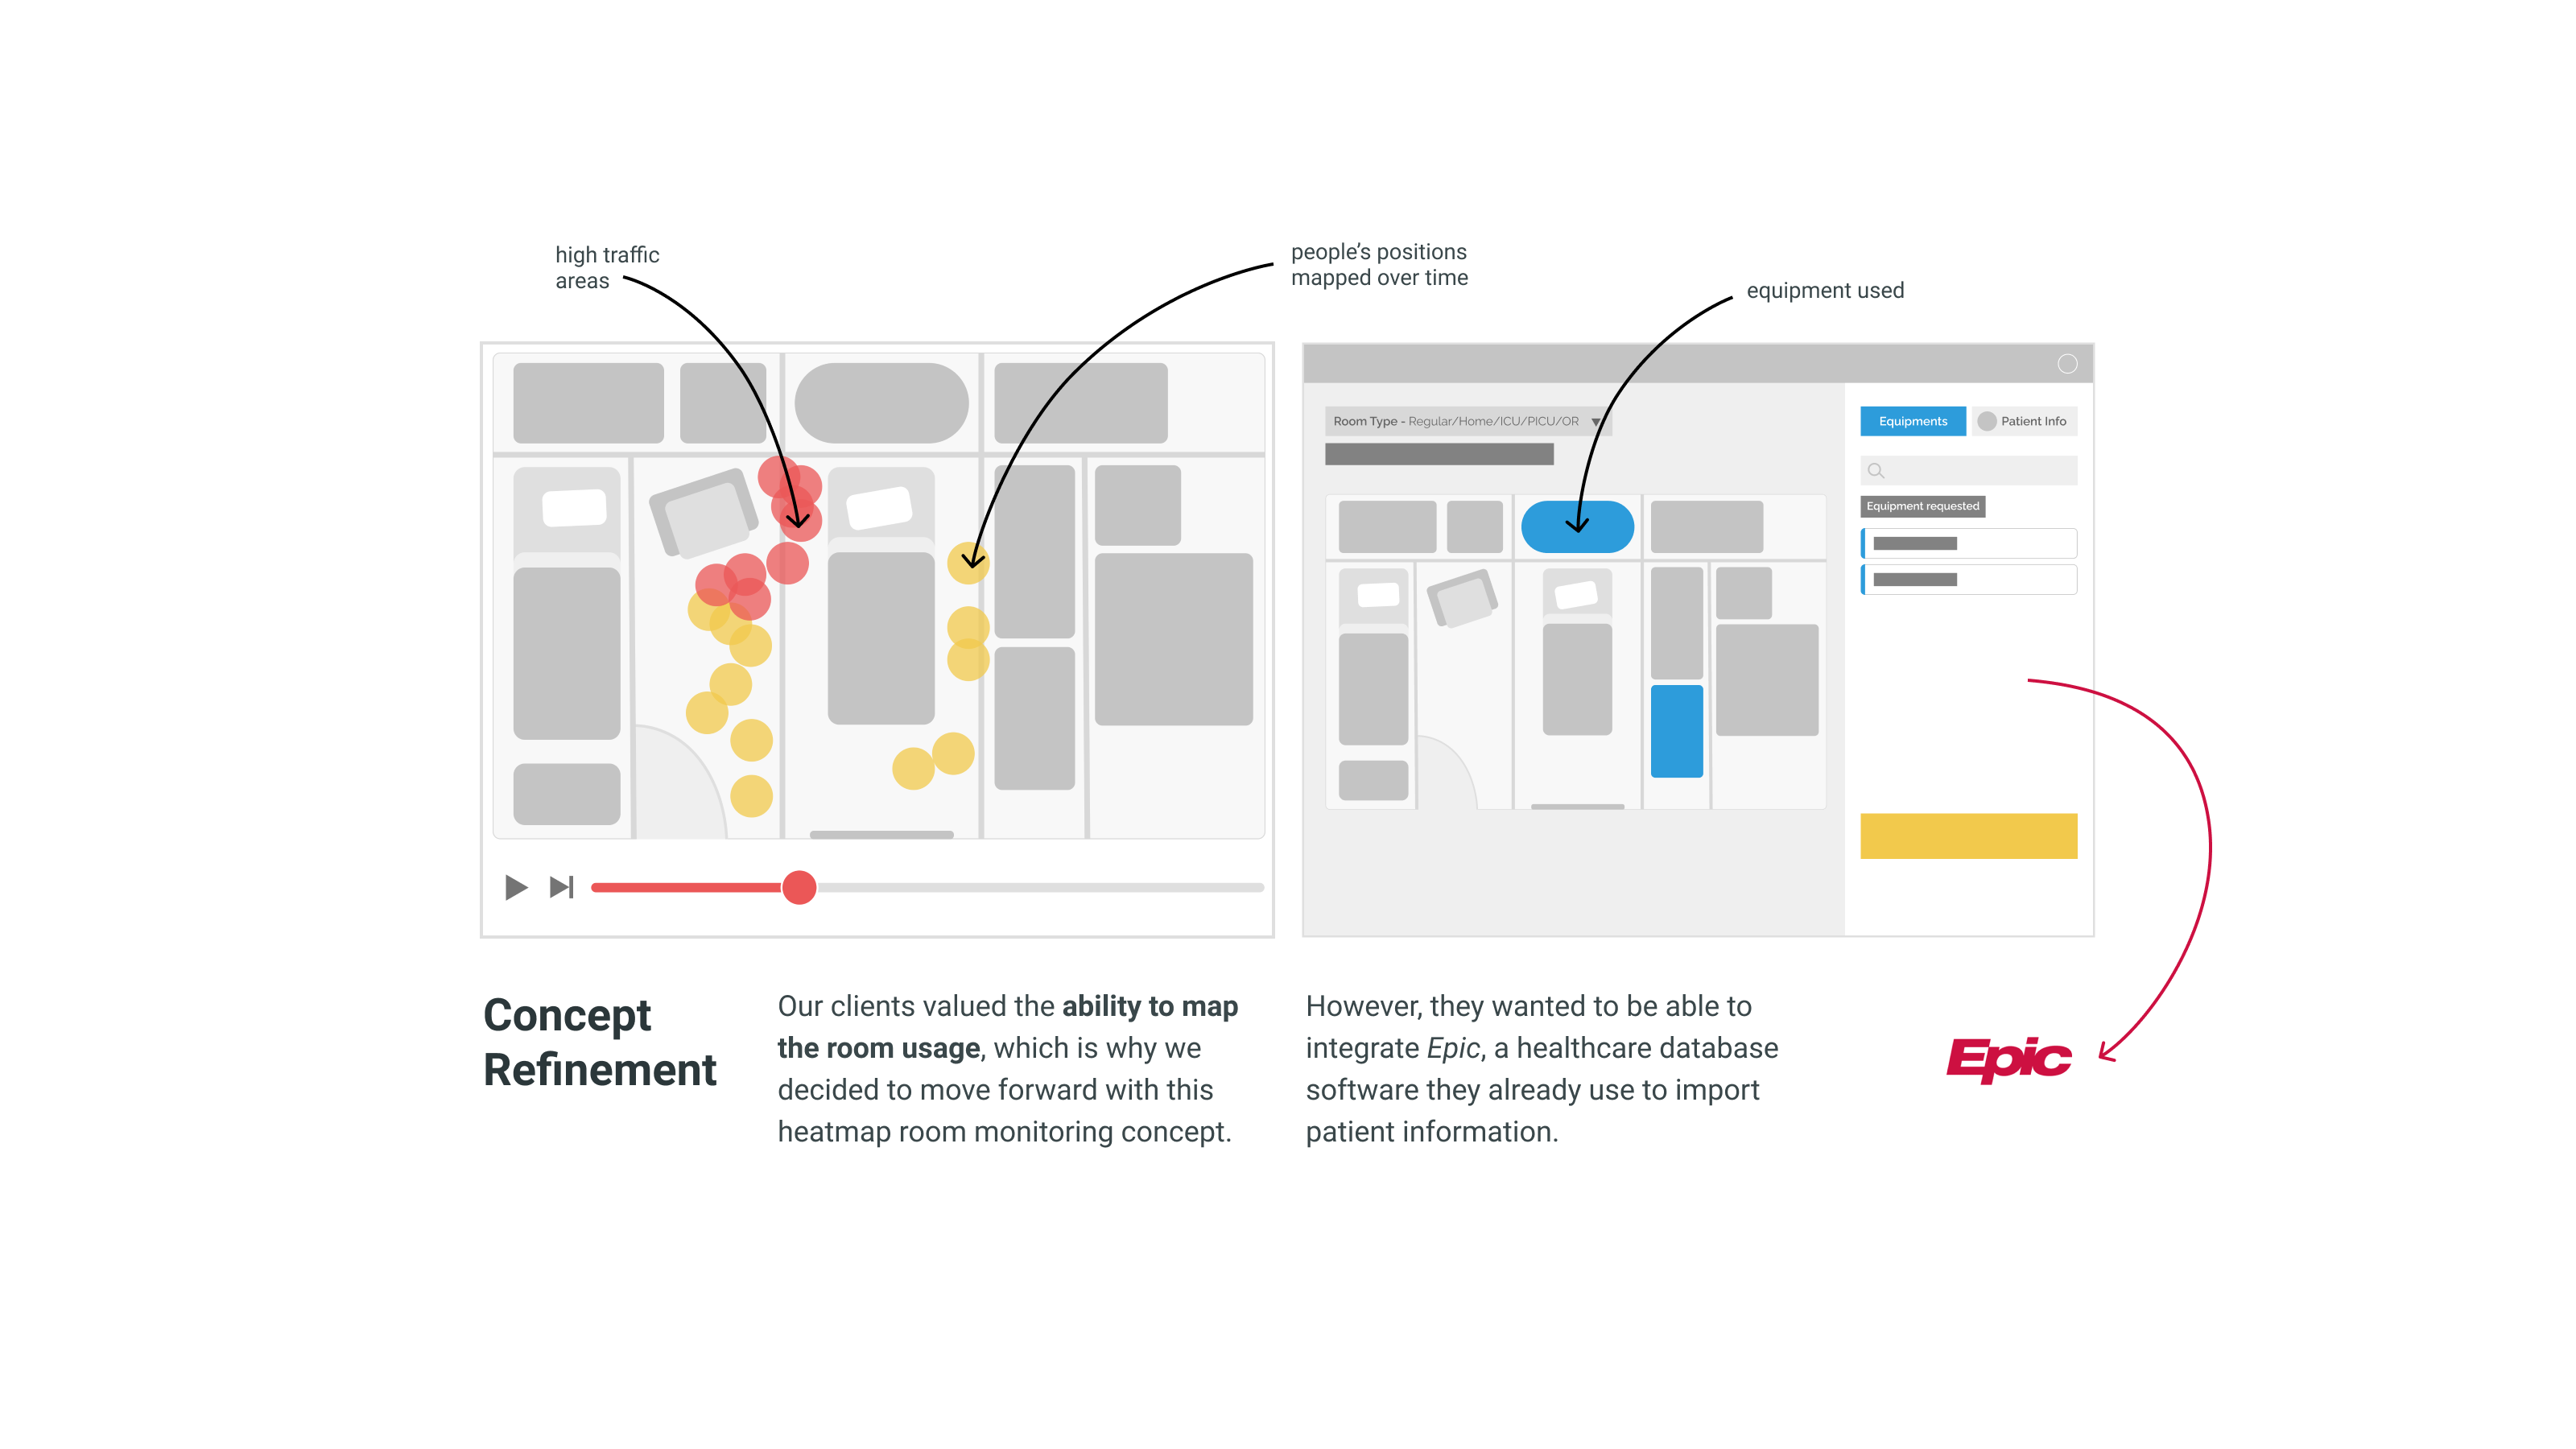 high traffic
areas
people’s positions
mapped over time
equipment used
Room Type - Regular/Home/ICU/PICU/OR
Equipments
Patient Info
Equipment requested
Concept
Refinement
Our clients valued the ability to map
the room usage, which is why we
decided to move forward with this
heatmap room monitoring concept.
However, they wanted to be able to
integrate Epic, a healthcare database
software they already use to import
patient information.
Epic